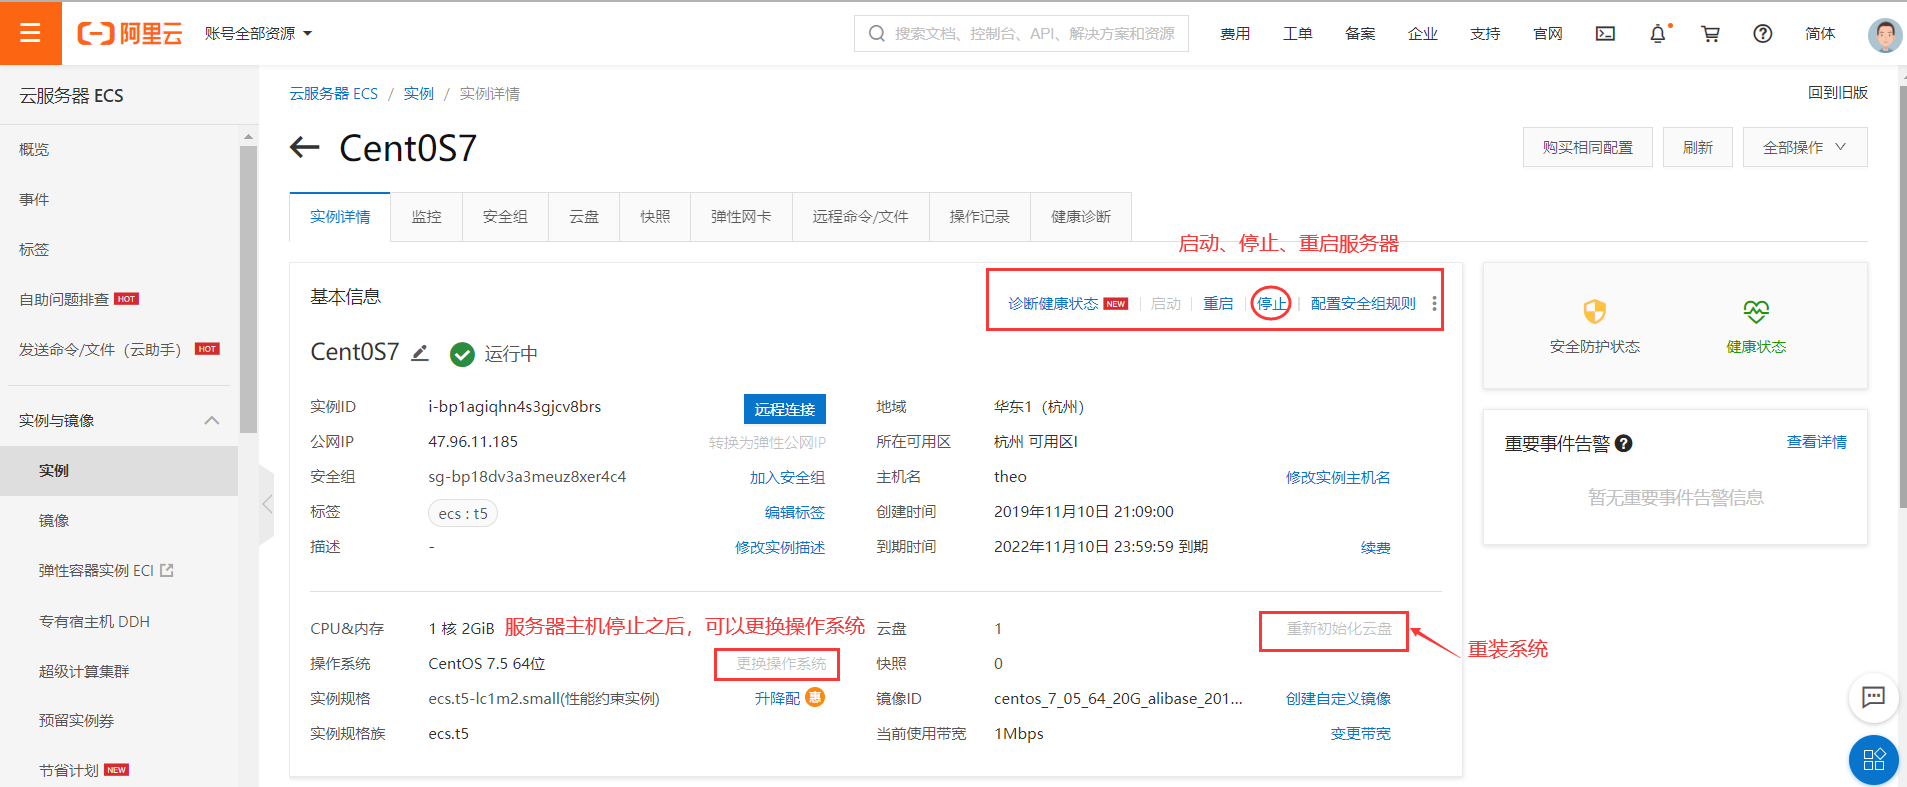 阿里云 账号全部资源 搜索文档、控制台、API、解决方案和资源 费用 工单 备案 企业 支持 官网 简体
云服务器 ECS
概览
事件
标签
自助问题排查 HOT
发送命令/文件（云助手） HOT
实例与镜像
实例
镜像
弹性容器实例 ECI
专有宿主机 DDH
超级计算集群
预留实例券
节省计划 NEW
云服务器 ECS / 实例 / 实例详情 回到旧版
Cent0S7 购买相同配置 刷新 全部操作
实例详情 监控 安全组 云盘 快照 弹性网卡 远程命令/文件 操作记录 健康诊断
启动、停止、重启服务器
基本信息 诊断健康状态 NEW 启动 重启 停止 配置安全组规则
Cent0S7 运行中
实例ID i-bp1agiqhn4s3gjcv8brs 远程连接 地域 华东1（杭州）
公网IP 47.96.11.185 转换为弹性公网IP 所在可用区 杭州 可用区I
安全组 sg-bp18dv3a3meuz8xer4c4 加入安全组 主机名 theo 修改实例主机名
标签 ecs : t5 编辑标签 创建时间 2019年11月10日 21:09:00
描述 - 修改实例描述 到期时间 2022年11月10日 23:59:59 到期 续费
CPU&内存 1 核 2GiB 服务器主机停止之后，可以更换操作系统 云盘 1 重新初始化云盘 重装系统
操作系统 CentOS 7.5 64位 更换操作系统 快照 0
实例规格 ecs.t5-lc1m2.small(性能约束实例) 升降配 惠 镜像ID centos_7_05_64_20G_alibase_201... 创建自定义镜像
实例规格族 ecs.t5 当前使用带宽 1Mbps 变更带宽
安全防护状态 健康状态
重要事件告警 查看详情
暂无重要事件告警信息